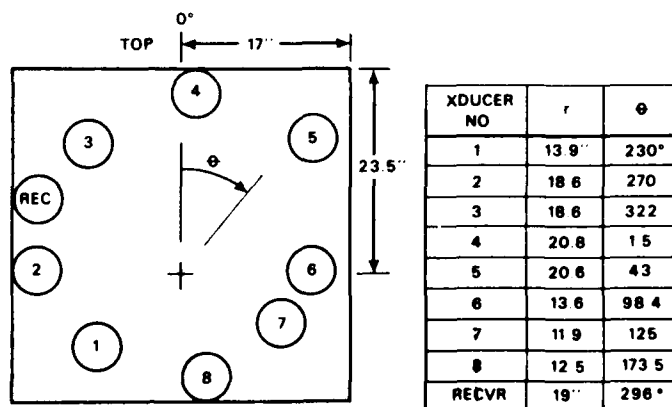 0°
TOP 17"
4
3 5
θ
23.5"
REC
2 6
7
1
8
XDUCER NO r θ
1 13.9" 230°
2 18.6 270
3 18.6 322
4 20.8 1.5
5 20.6 43
6 13.6 98.4
7 11.9 125
8 12.5 173.5
RECVR 19" 296°